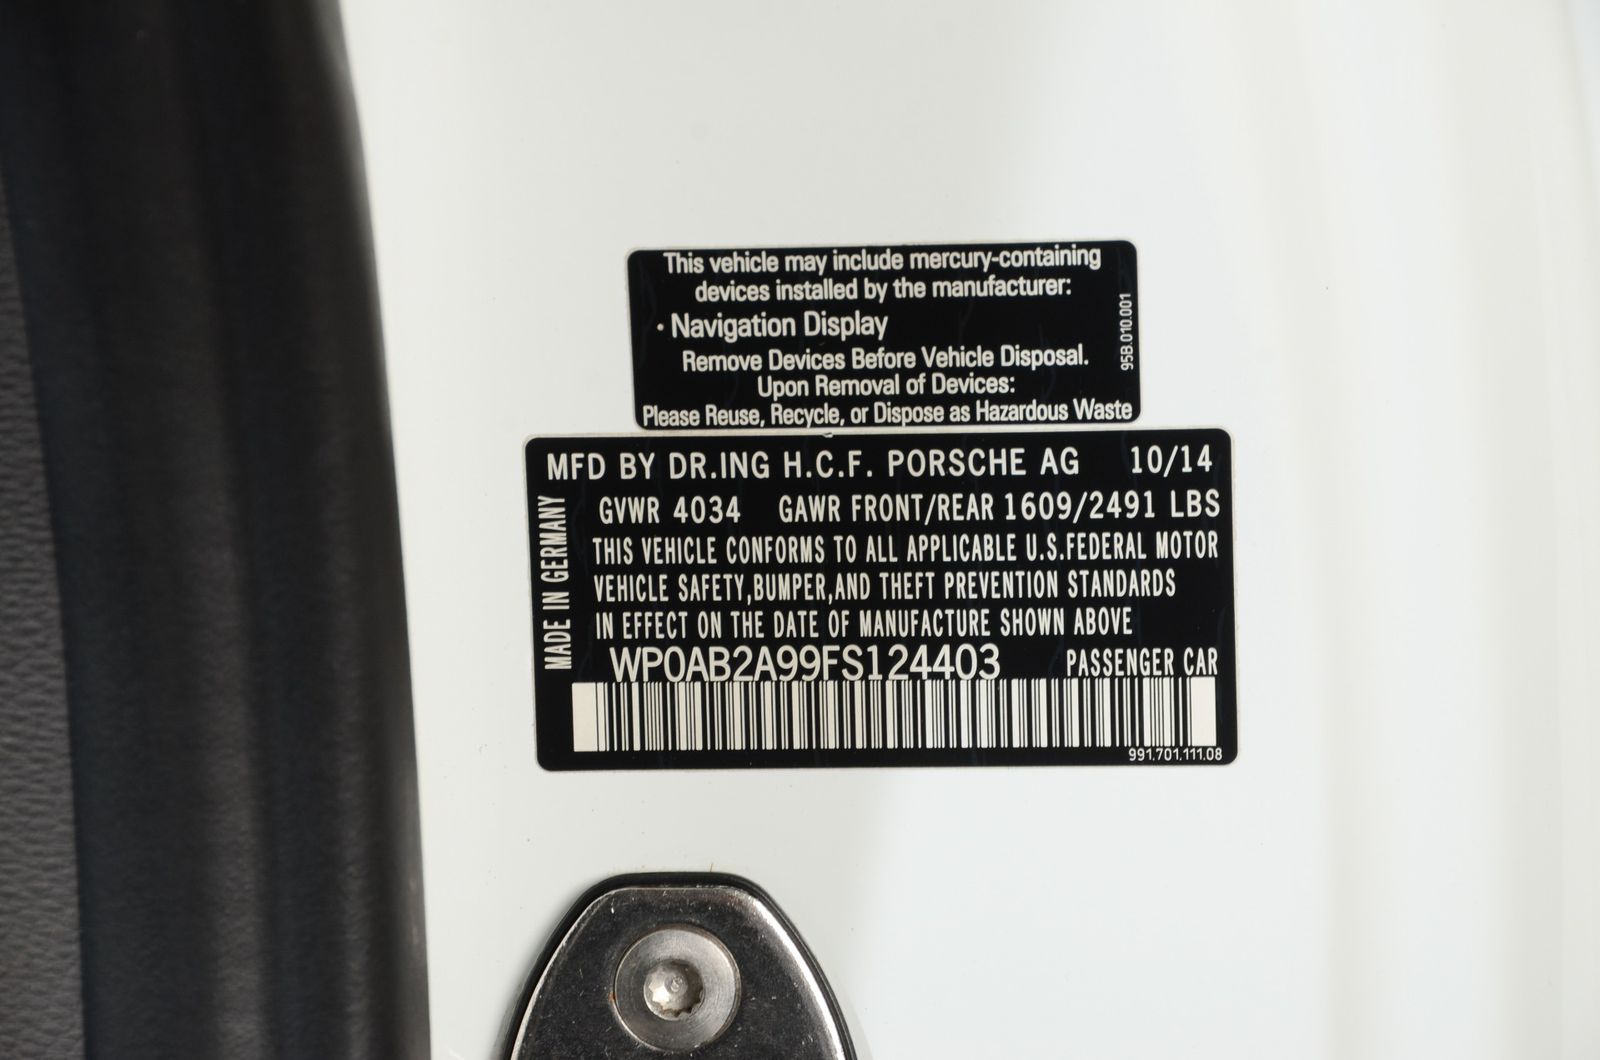 This vehicle may include mercury-containing
devices installed by the manufacturer:
· Navigation Display
Remove Devices Before Vehicle Disposal.
Upon Removal of Devices:
Please Reuse, Recycle, or Dispose as Hazardous Waste
95B.010.001
MFD BY DR.ING H.C.F. PORSCHE AG 10/14
GVWR 4034 GAWR FRONT/REAR 1609/2491 LBS
THIS VEHICLE CONFORMS TO ALL APPLICABLE U.S.FEDERAL MOTOR
VEHICLE SAFETY,BUMPER,AND THEFT PREVENTION STANDARDS
IN EFFECT ON THE DATE OF MANUFACTURE SHOWN ABOVE
WP0AB2A99FS124403 PASSENGER CAR
991.701.111.08
MADE IN GERMANY